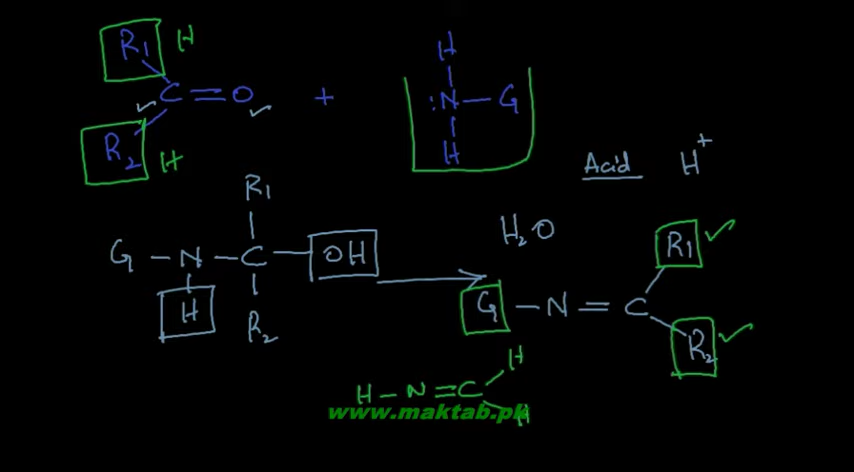 R1 H
C = O + :N — G
H
H
R2 H
Acid H+
R1
G — N — C — OH
H
R2
H2O
R1
G — N = C
R2
H
H — N = C
H
www.maktab.pk